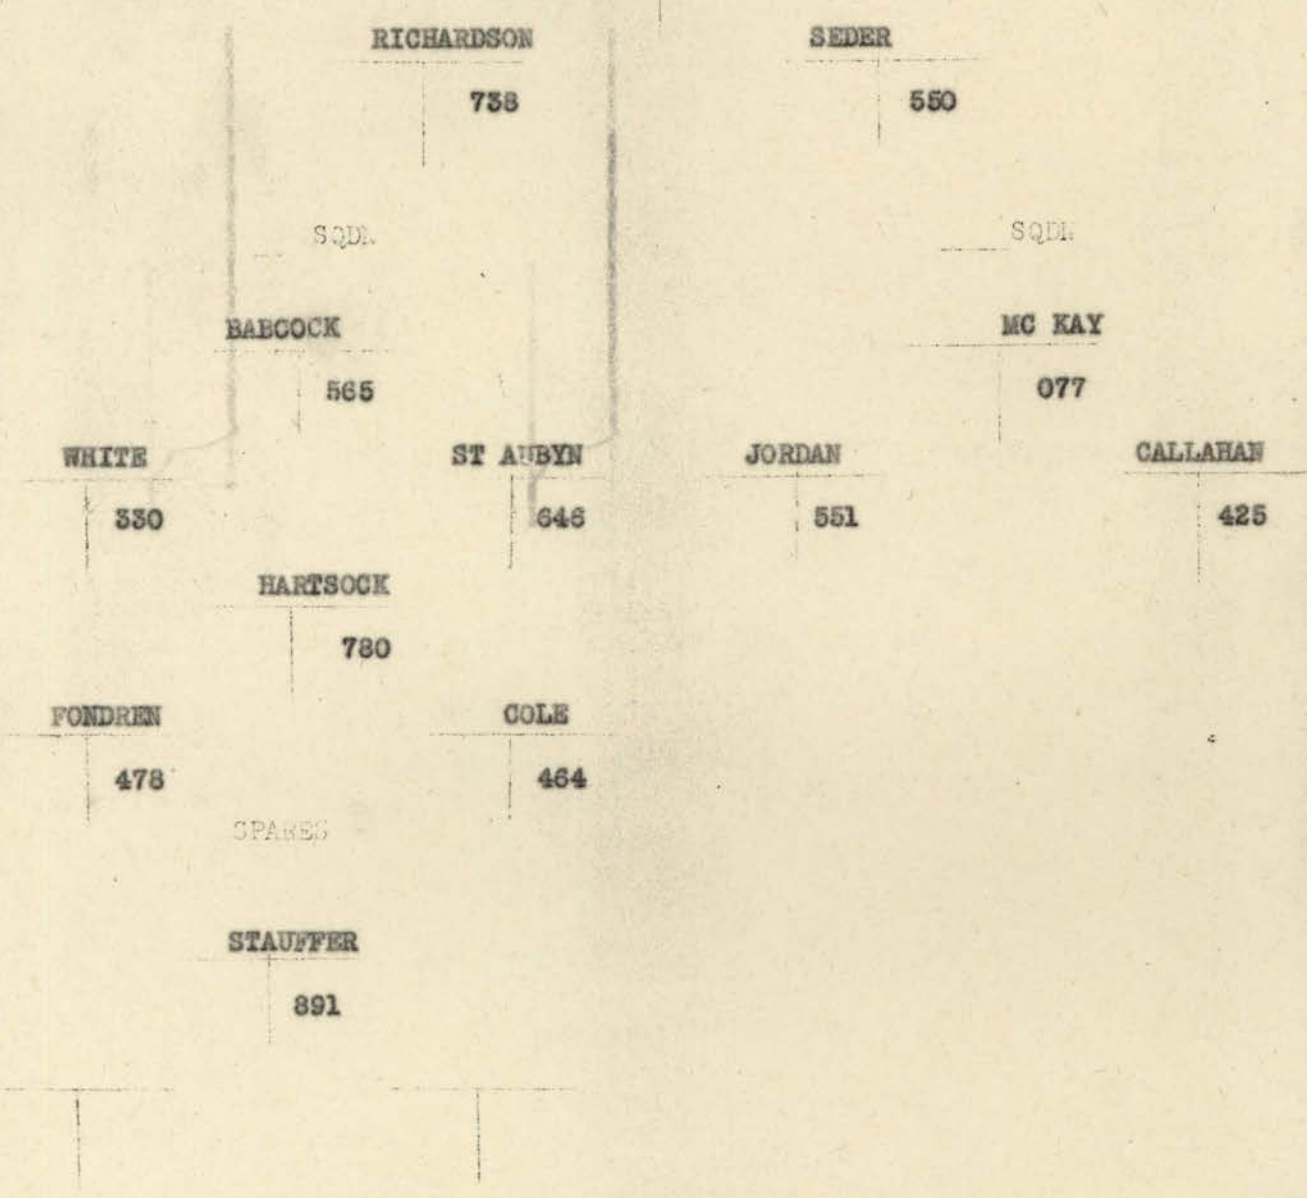 RICHARDSON SEDER
738 550
SQDN. SQDN.
BABCOCK MC KAY
565 077
WHITE ST AUBYN JORDAN CALLAHAN
330 646 551 425
HARTSOCK
780
FONDREN COLE
478 464
SPARES
STAUFFER
891